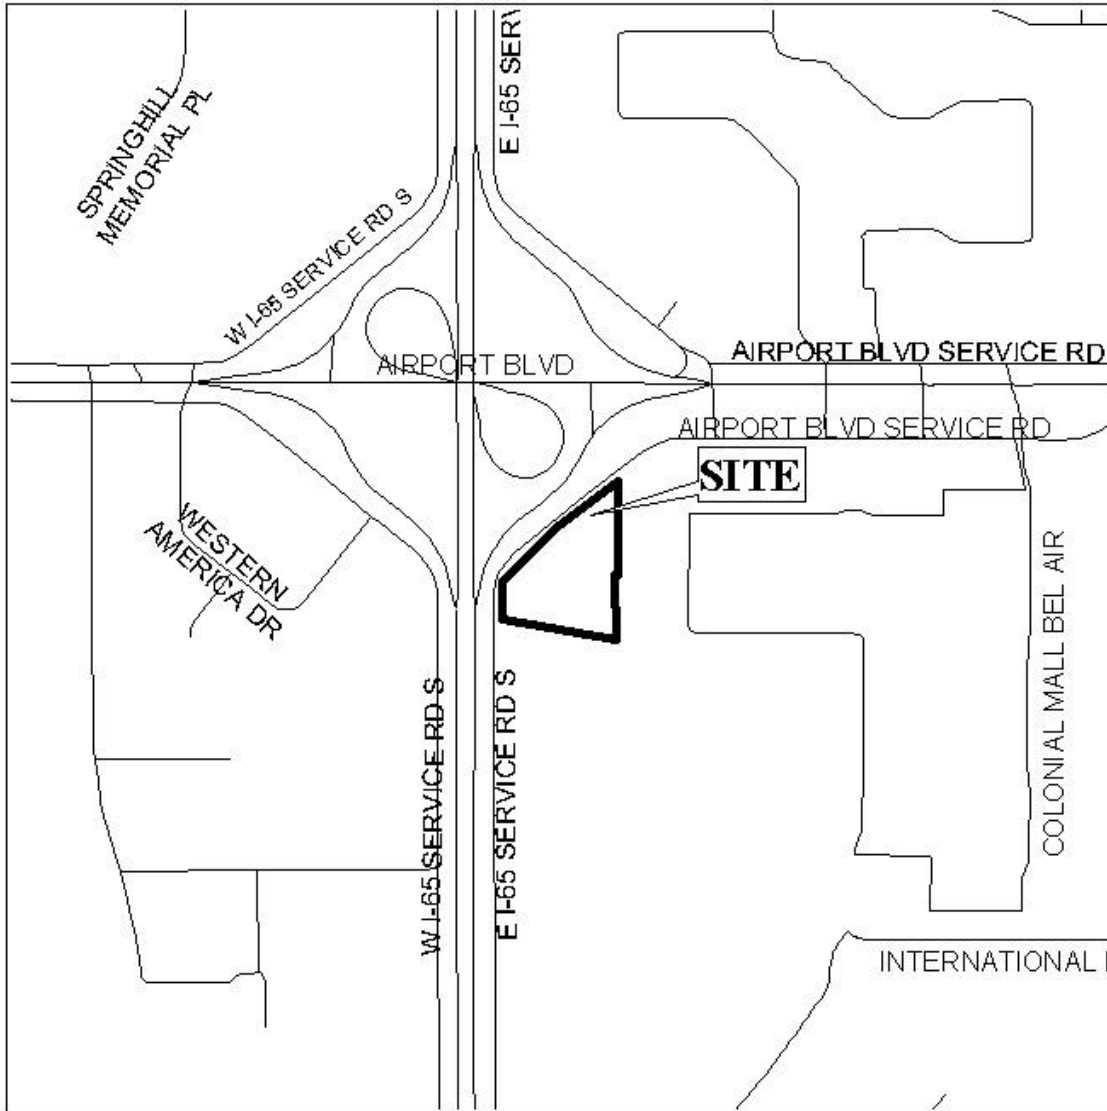 E I-65 SERV
SPRINGHILL
MEMORIAL PL
W I-65 SERVICE RD S
AIRPORT BLVD
AIRPORT BLVD SERVICE RD
AIRPORT BLVD SERVICE RD
SITE
WESTERN
AMERICA DR
COLONIAL MALL BEL AIR
W I-65 SERVICE RD S
E I-65 SERVICE RD S
INTERNATIONAL